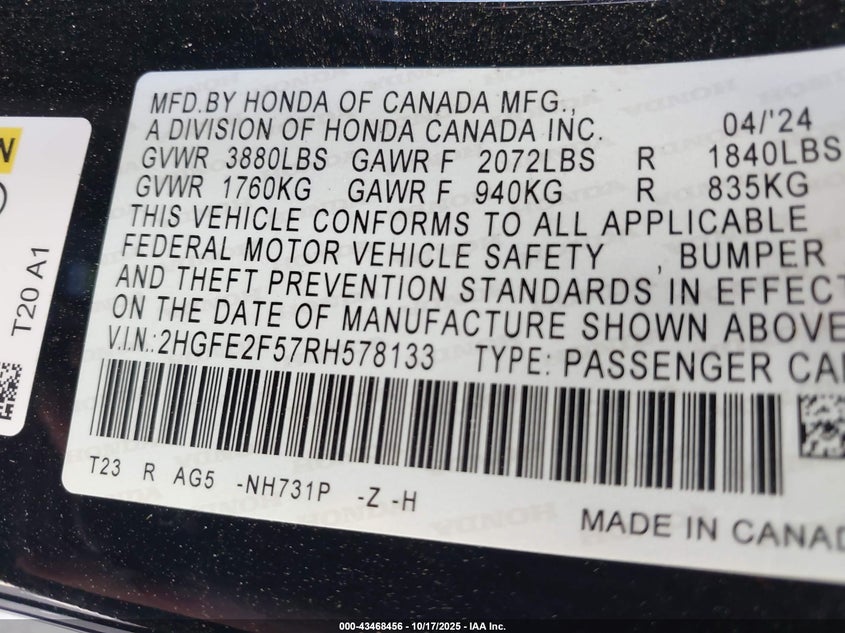 MFD.BY HONDA OF CANADA MFG.,
A DIVISION OF HONDA CANADA INC. 04/'24
GVWR 3880LBS GAWR F 2072LBS R 1840LBS
GVWR 1760KG GAWR F 940KG R 835KG
THIS VEHICLE CONFORMS TO ALL APPLICABLE
FEDERAL MOTOR VEHICLE SAFETY , BUMPER
AND THEFT PREVENTION STANDARDS IN EFFECT
ON THE DATE OF MANUFACTURE SHOWN ABOVE
V.I.N.:2HGFE2F57RH578133 TYPE: PASSENGER CAR
T23 R AG5 -NH731P -Z -H
MADE IN CANADA
T20 A1
N
000-43468456 - 10/17/2025 - IAA Inc.